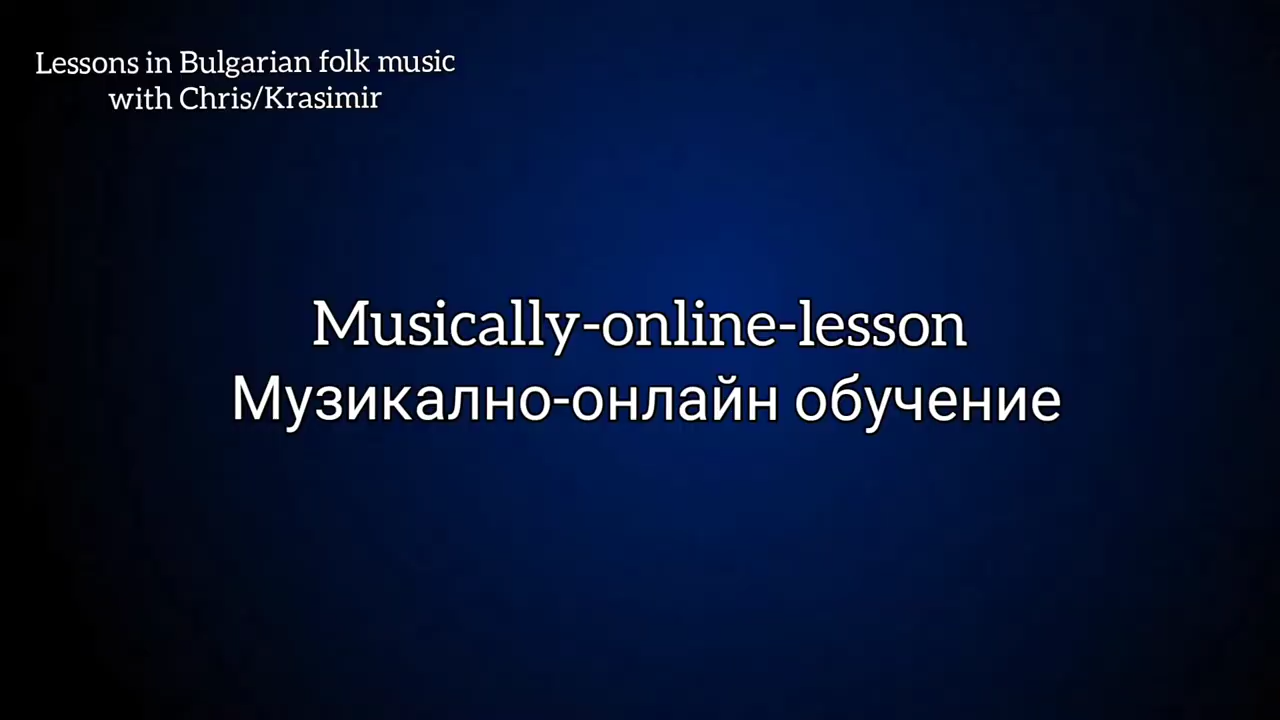 Lessons in Bulgarian folk music
with Chris/Krasimir
Musically-online-lesson
Музикално-онлайн обучение